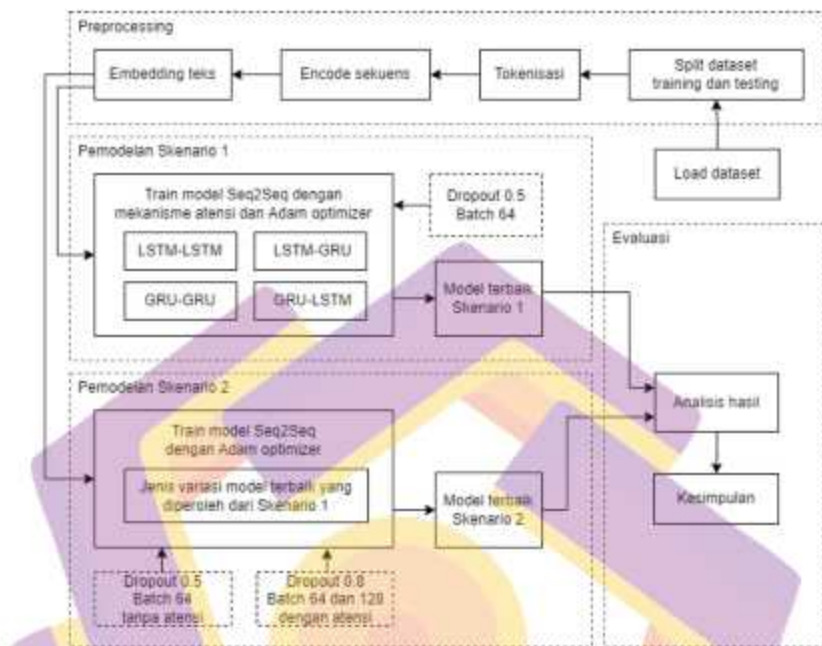 Preprocessing
Embedding teks
Encode sekuens
Tokenisasi
Split dataset
training dan testing
Load dataset
Pemodelan Skenario 1
Train model Seq2Seq dengan
mekanisme atensi dan Adam optimizer
LSTM-LSTM
LSTM-GRU
GRU-GRU
GRU-LSTM
Dropout 0.5
Batch 64
Model terbaik
Skenario 1
Pemodelan Skenario 2
Train model Seq2Seq
dengan Adam optimizer
Jenis variasi model terbaik yang
diperoleh dari Skenario 1
Model terbaik
Skenario 2
Dropout 0.5
Batch 64
tanpa atensi
Dropout 0.8
Batch 64 dan 128
dengan atensi
Evaluasi
Analisis hasil
Kesimpulan